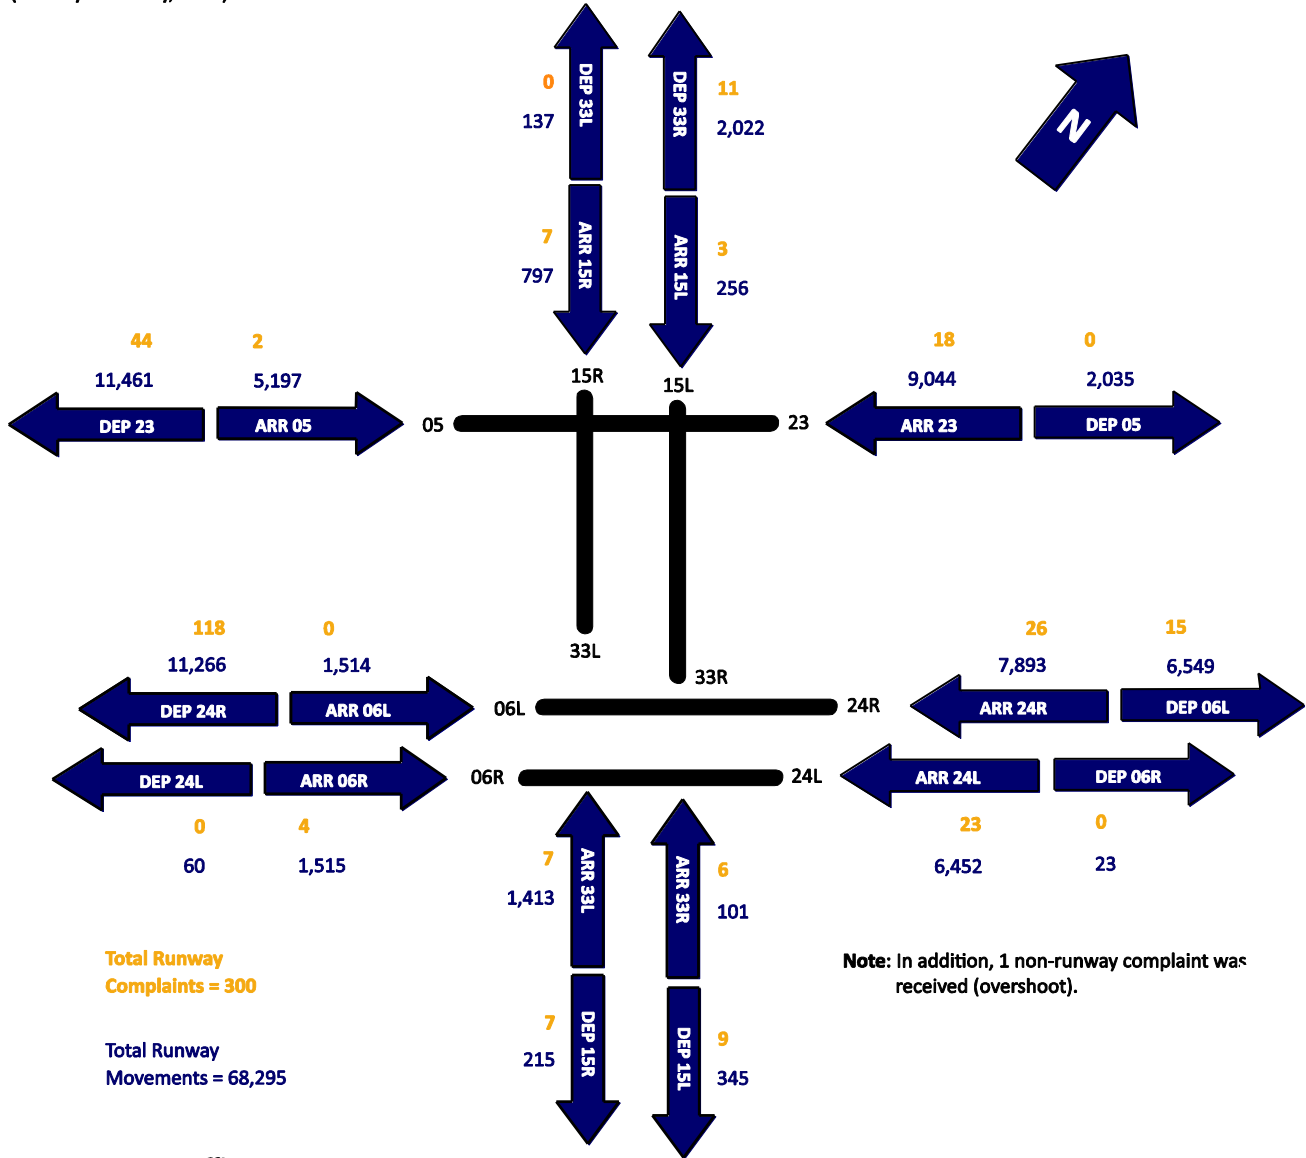 0
137
DEP 33L
DEP 33R
11
2,022
N
7
797
ARR 15R
ARR 15L
3
256
44
11,461
DEP 23
2
5,197
ARR 05
15R
15L
05
23
18
9,044
ARR 23
0
2,035
DEP 05
33L
33R
118
11,266
DEP 24R
0
1,514
ARR 06L
06L
24R
26
7,893
ARR 24R
15
6,549
DEP 06L
DEP 24L
0
60
ARR 06R
4
1,515
06R
24L
ARR 24L
23
6,452
DEP 06R
0
23
7
1,413
ARR 33L
ARR 33R
6
101
7
215
DEP 15R
DEP 15L
9
345
Total Runway
Complaints = 300
Total Runway
Movements = 68,295
Note: In addition, 1 non-runway complaint was
received (overshoot).